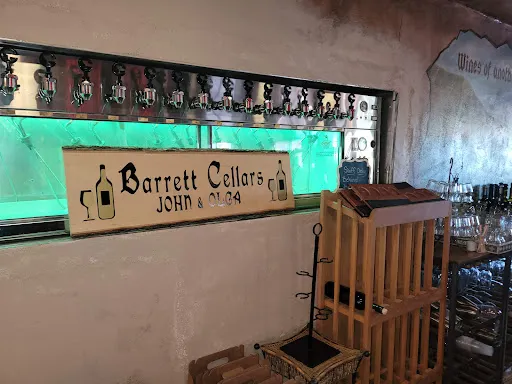 Barrett Cellars
JOHN & OLGA
Wines of